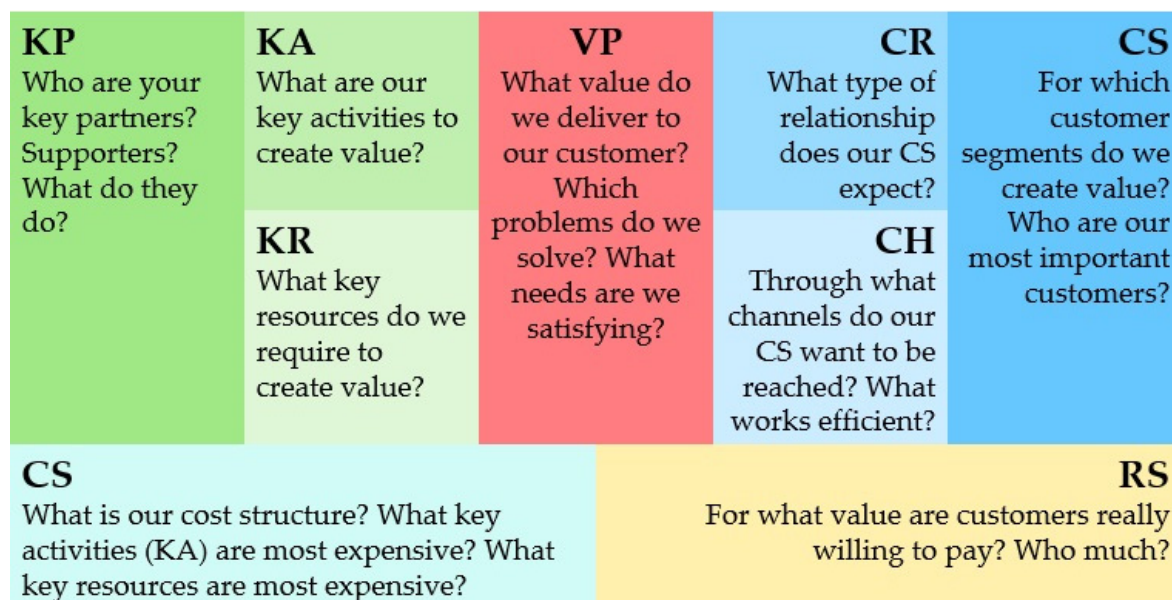 KP
Who are your
key partners?
Supporters?
What do they
do?
KA
What are our
key activities to
create value?
KR
What key
resources do we
require to
create value?
VP
What value do
we deliver to
our customer?
Which
problems do we
solve? What
needs are we
satisfying?
CR
What type of
relationship
does our CS
expect?
CH
Through what
channels do our
CS want to be
reached? What
works efficient?
CS
For which
customer
segments do we
create value?
Who are our
most important
customers?
CS
What is our cost structure? What key
activities (KA) are most expensive? What
key resources are most expensive?
RS
For what value are customers really
willing to pay? Who much?